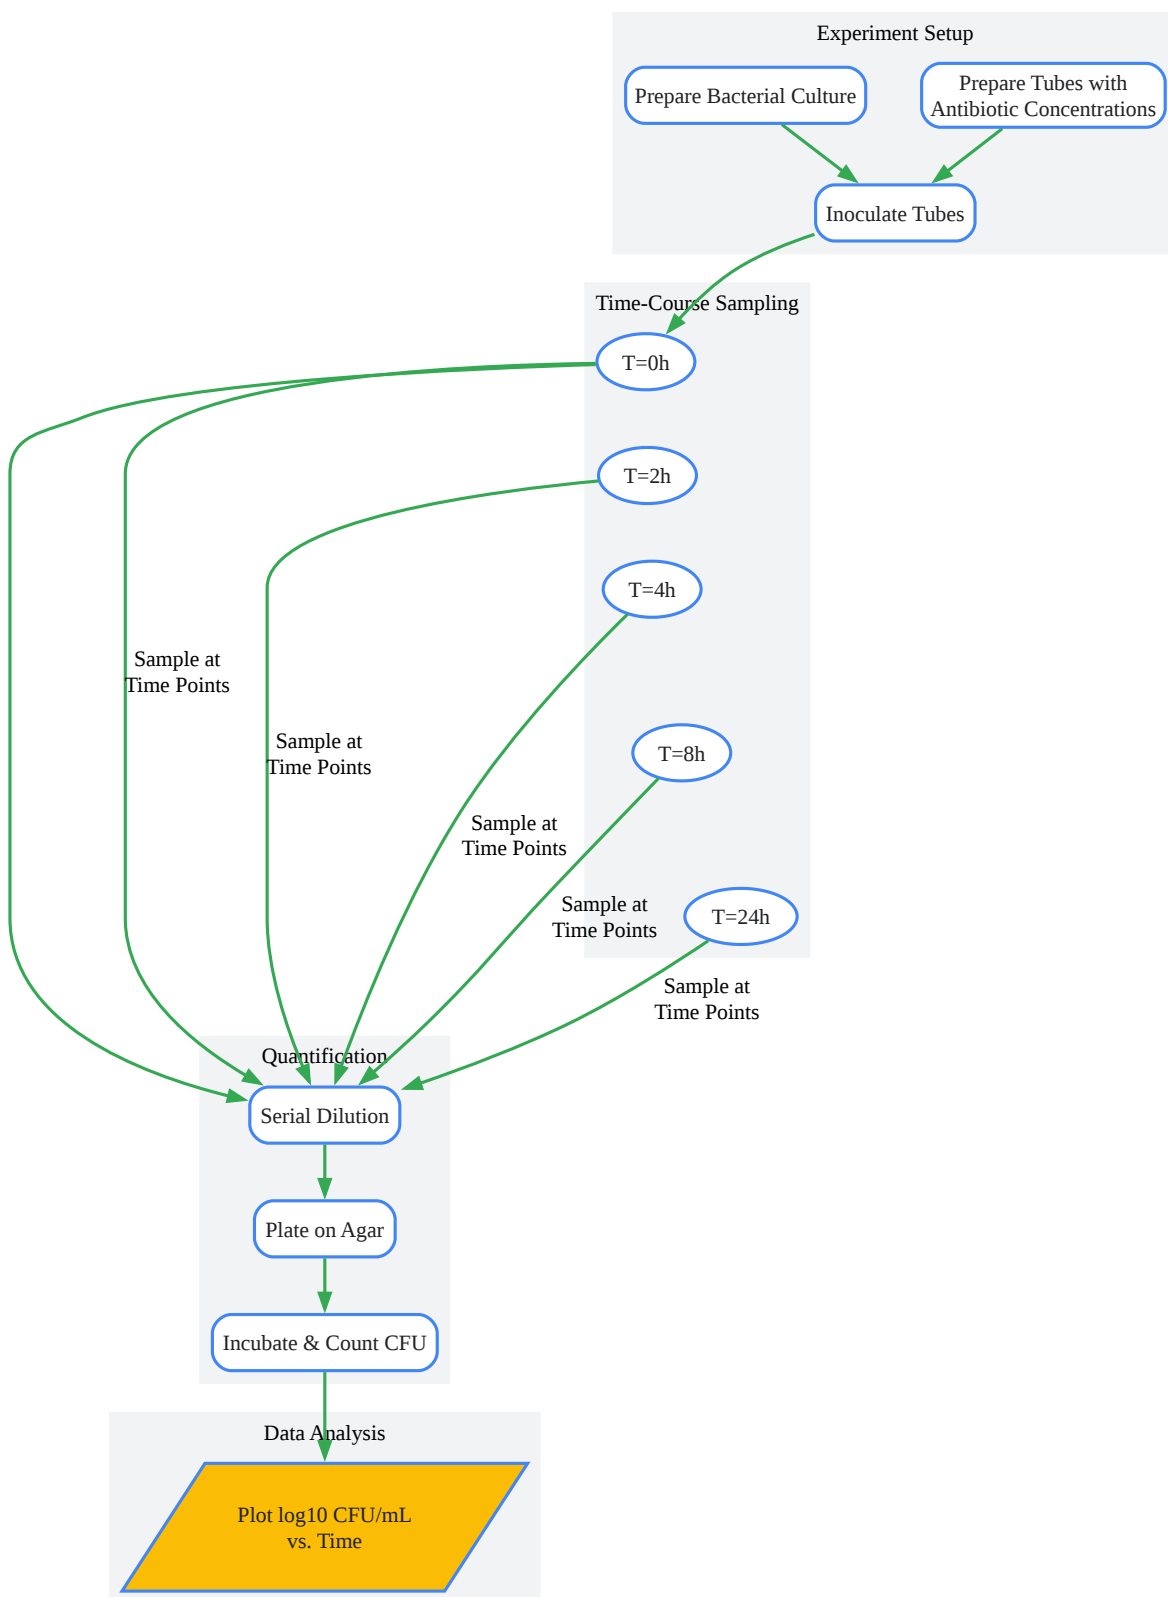 Experiment Setup
Prepare Bacterial Culture
Prepare Tubes with
Antibiotic Concentrations
Inoculate Tubes
Time-Course Sampling
T=0h
T=2h
T=4h
Sample at
Time Points
Sample at
Time Points
T=8h
Sample at
Time Points
Sample at
Time Points
T=24h
Sample at
Time Points
Quantification
Serial Dilution
Plate on Agar
Incubate & Count CFU
Data Analysis
Plot log10 CFU/mL
vs. Time